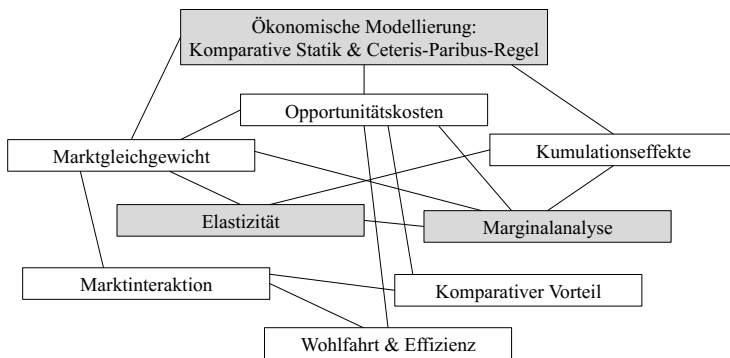 Ökonomische Modellierung:
Komparative Statik & Ceteris-Paribus-Regel
Opportunitätskosten
Marktgleichgewicht
Kumulationseffekte
Elastizität
Marginalanalyse
Marktinteraktion
Komparativer Vorteil
Wohlfahrt & Effizienz